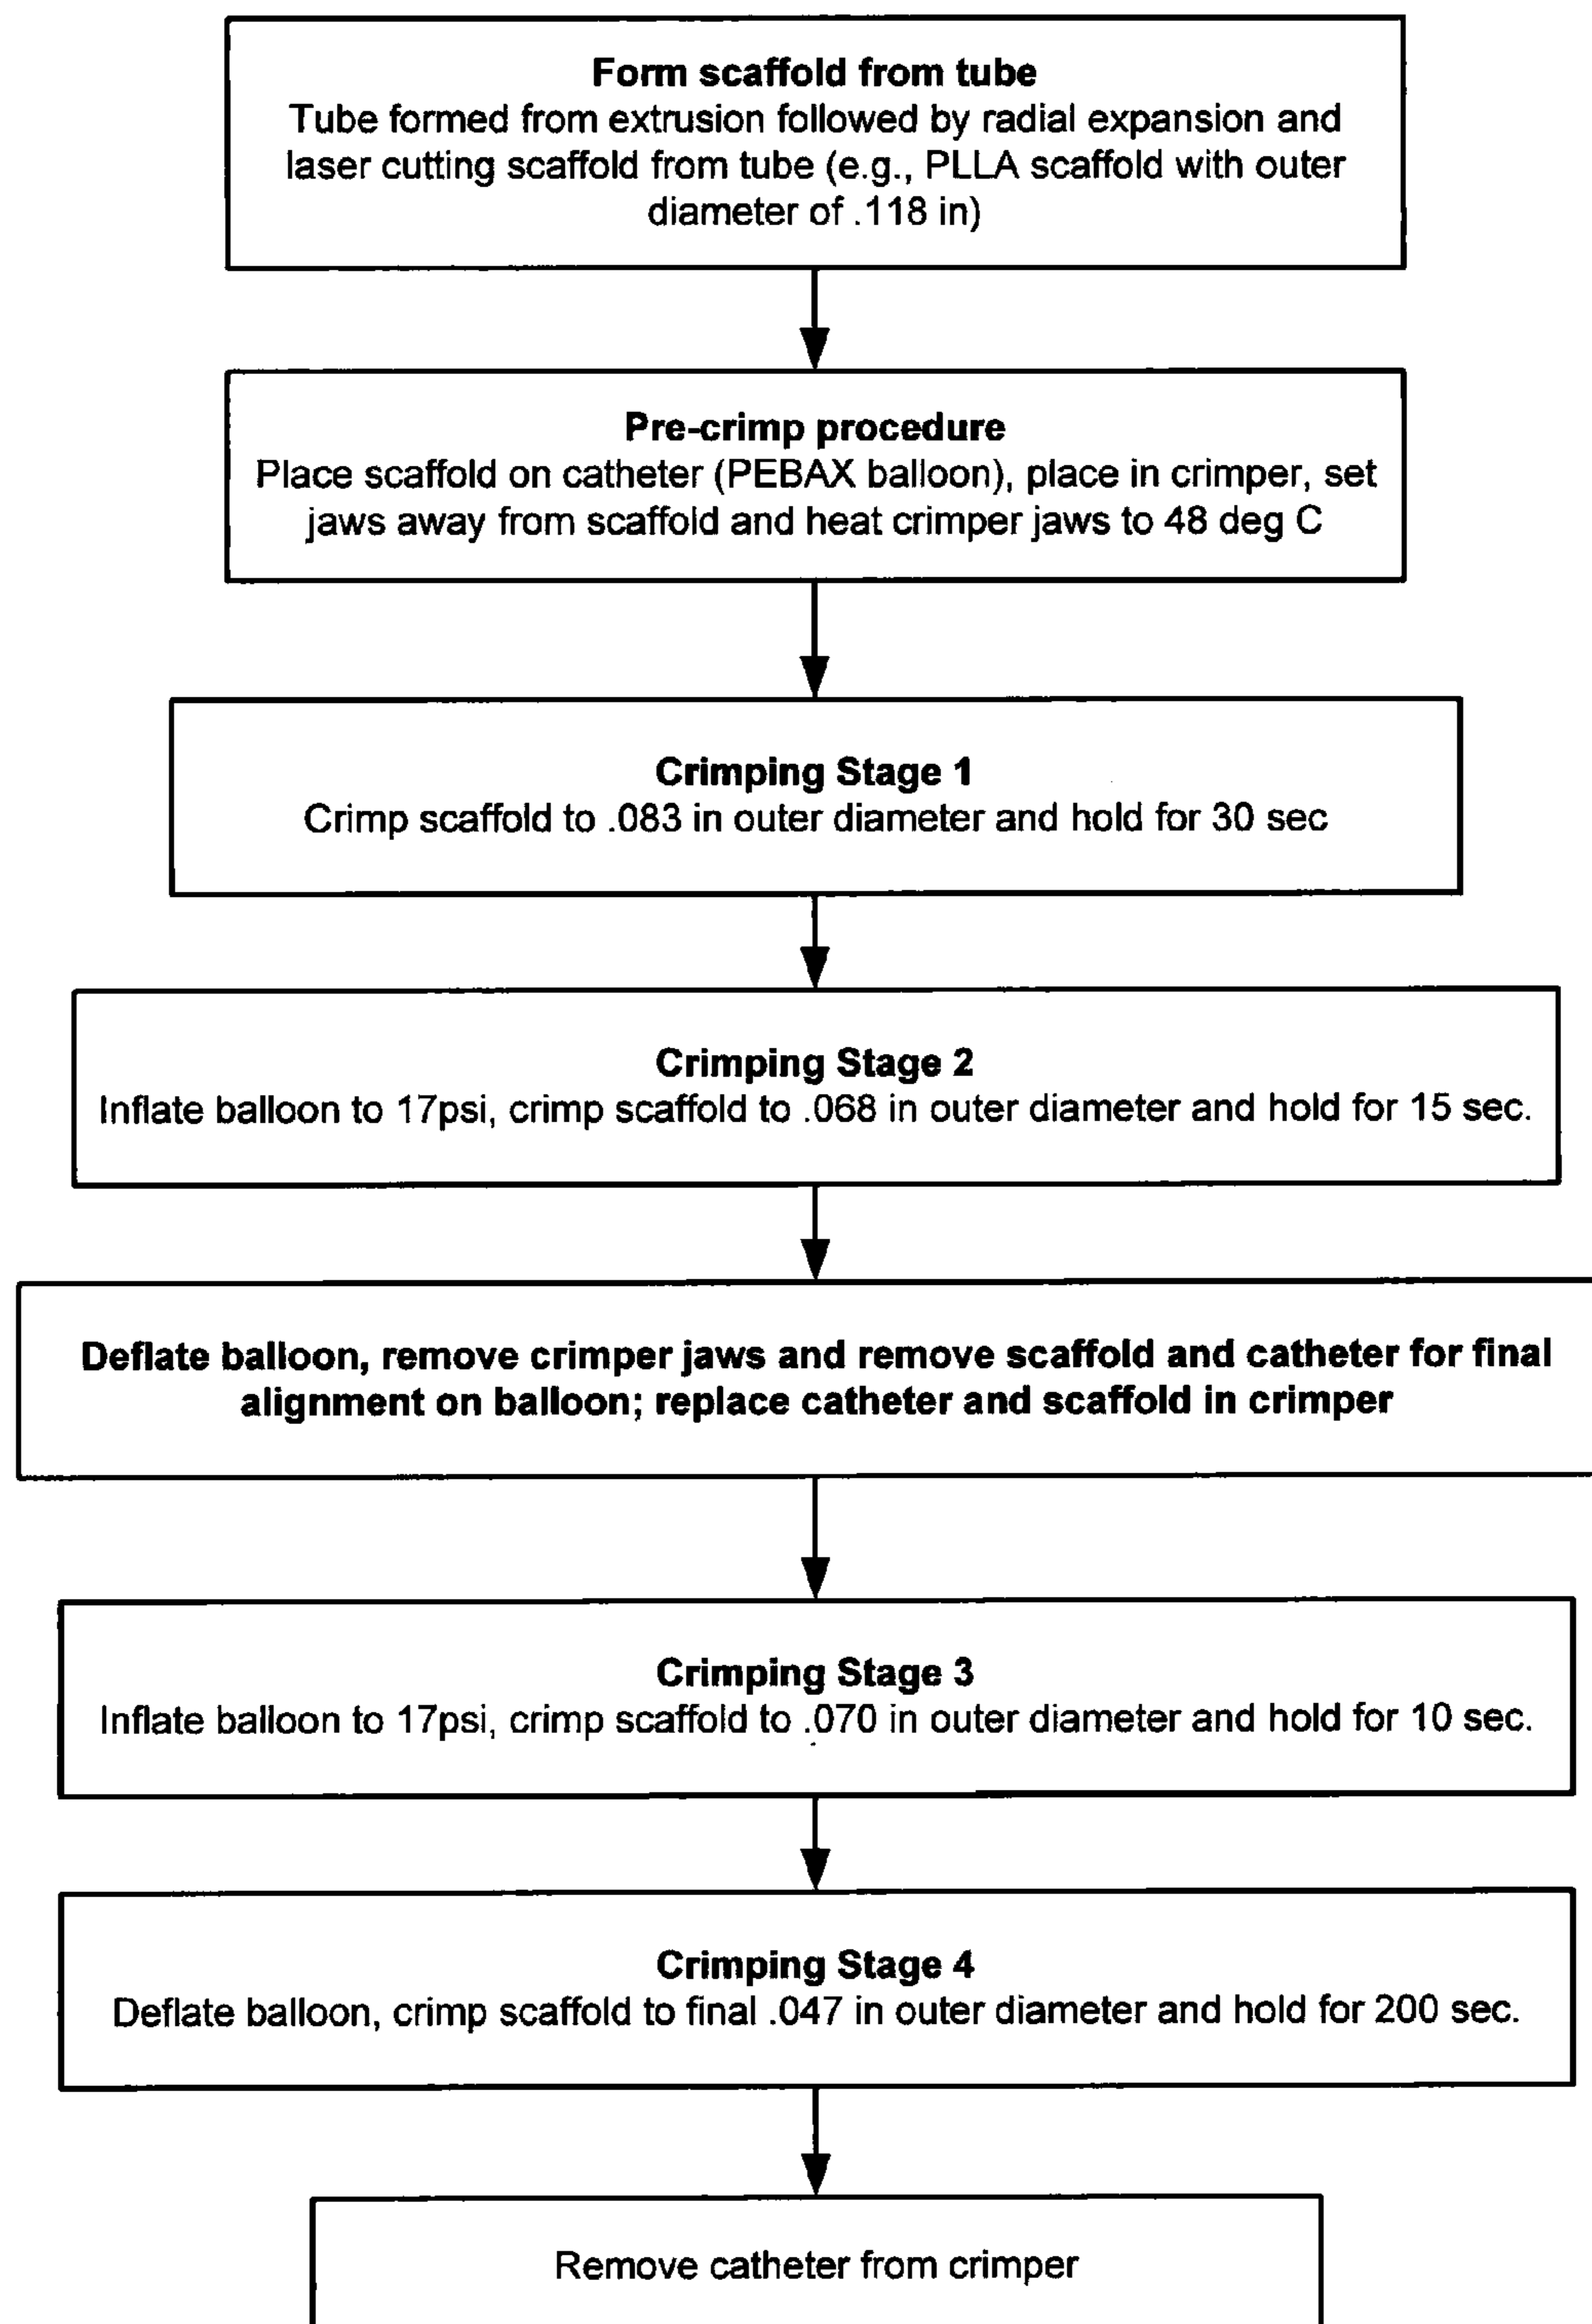 Form scaffold from tube
Tube formed from extrusion followed by radial expansion and
laser cutting scaffold from tube (e.g., PLLA scaffold with outer
diameter of .118 in)
Pre-crimp procedure
Place scaffold on catheter (PEBAX balloon), place in crimper, set
jaws away from scaffold and heat crimper jaws to 48 deg C
Crimping Stage 1
Crimp scaffold to .083 in outer diameter and hold for 30 sec
Crimping Stage 2
Inflate balloon to 17psi, crimp scaffold to .068 in outer diameter and hold for 15 sec.
Deflate balloon, remove crimper jaws and remove scaffold and catheter for final
alignment on balloon; replace catheter and scaffold in crimper
Crimping Stage 3
Inflate balloon to 17psi, crimp scaffold to .070 in outer diameter and hold for 10 sec.
Crimping Stage 4
Deflate balloon, crimp scaffold to final .047 in outer diameter and hold for 200 sec.
Remove catheter from crimper